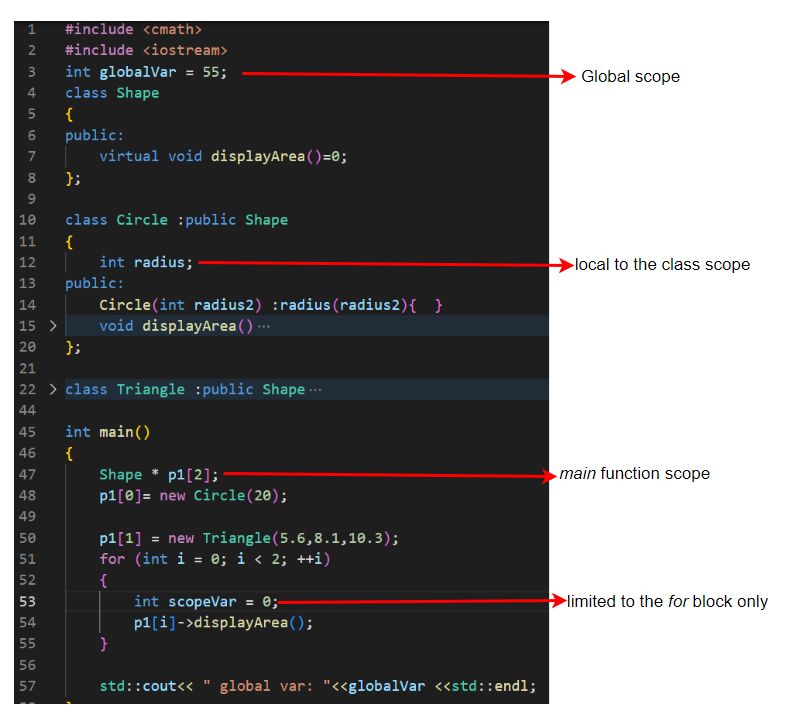 1 #include <cmath>
2 #include <iostream>
3 int globalVar = 55; Global scope
4 class Shape
5 {
6 public:
7 virtual void displayArea()=0;
8 };
9
10 class Circle :public Shape
11 {
12 int radius; local to the class scope
13 public:
14 Circle(int radius2) :radius(radius2){  }
15 > void displayArea() ···
20 };
21
22 > class Triangle :public Shape ···
44
45 int main()
46 {
47 Shape * p1[2]; main function scope
48 p1[0]= new Circle(20);
49
50 p1[1] = new Triangle(5.6,8.1,10.3);
51 for (int i = 0; i < 2; ++i)
52 {
53 int scopeVar = 0; limited to the for block only
54 p1[i]->displayArea();
55 }
56
57 std::cout<< " global var: "<<globalVar <<std::endl;